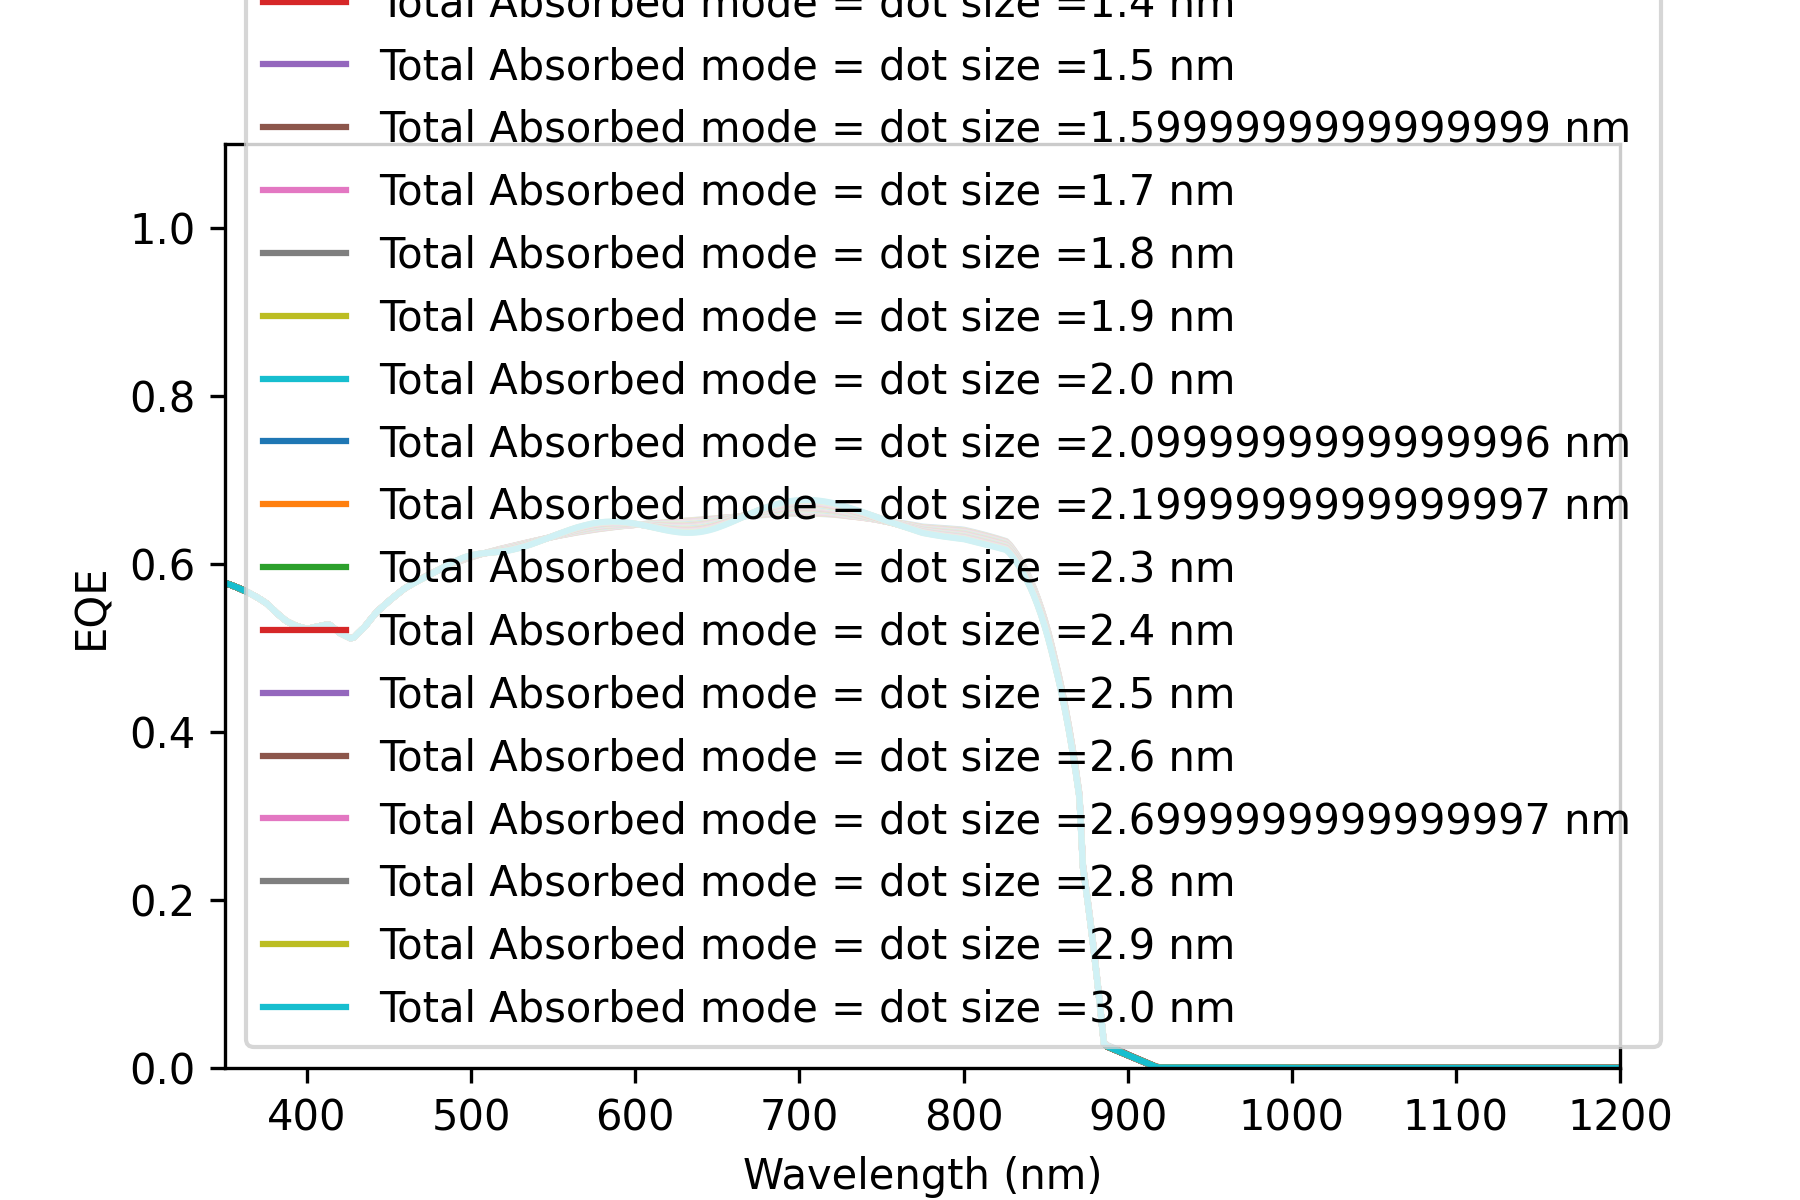 Total Absorbed mode = dot size =1.4 nm
Total Absorbed mode = dot size =1.5 nm
Total Absorbed mode = dot size =1.5999999999999999 nm
Total Absorbed mode = dot size =1.7 nm
1.0
Total Absorbed mode = dot size =1.8 nm
Total Absorbed mode = dot size =1.9 nm
0.8
Total Absorbed mode = dot size =2.0 nm
Total Absorbed mode = dot size =2.0999999999999996 nm
Total Absorbed mode = dot size =2.1999999999999997 nm
0.6
Total Absorbed mode = dot size =2.3 nm
EQE
Total Absorbed mode = dot size =2.4 nm
Total Absorbed mode = dot size =2.5 nm
0.4
Total Absorbed mode = dot size =2.6 nm
Total Absorbed mode = dot size =2.6999999999999997 nm
0.2
Total Absorbed mode = dot size =2.8 nm
Total Absorbed mode = dot size =2.9 nm
Total Absorbed mode = dot size =3.0 nm
0.0
400 500 600 700 800 900 1000 1100 1200
Wavelength (nm)